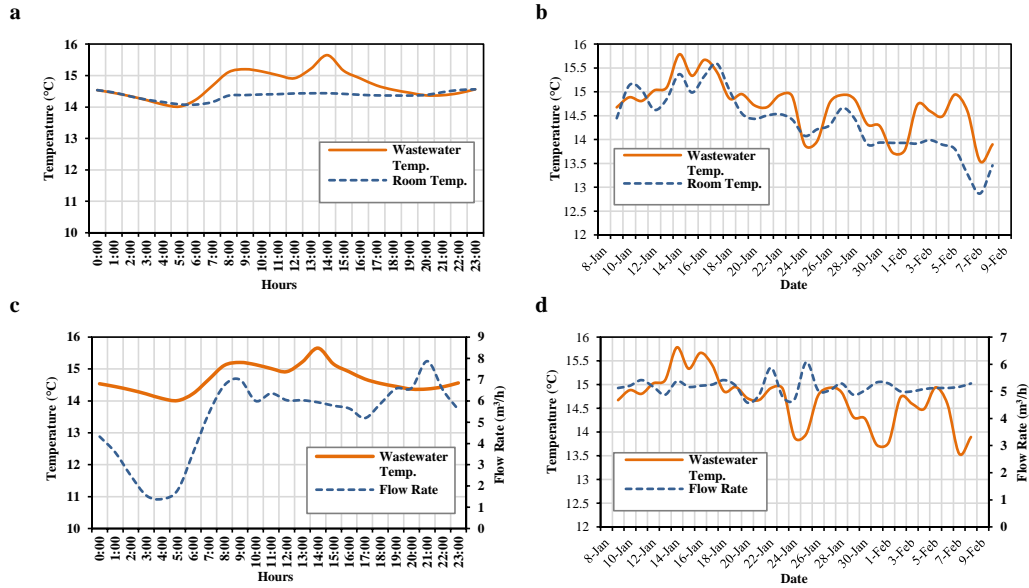 a
16
15
14
13
12
11
10
Temperature (°C)
Wastewater
Temp.
Room Temp.
0:00
1:00
2:00
3:00
4:00
5:00
6:00
7:00
8:00
9:00
10:00
11:00
12:00
13:00
14:00
15:00
16:00
17:00
18:00
19:00
20:00
21:00
22:00
23:00
Hours
b
16
15.5
15
14.5
14
13.5
13
12.5
12
Temperature (°C)
Wastewater
Temp.
Room Temp.
8-Jan
10-Jan
12-Jan
14-Jan
16-Jan
18-Jan
20-Jan
22-Jan
24-Jan
26-Jan
28-Jan
30-Jan
1-Feb
3-Feb
5-Feb
7-Feb
9-Feb
Date
c
16
15
14
13
12
11
10
Temperature (°C)
9
8
7
6
5
4
3
2
1
0
Flow Rate (m³/h)
Wastewater
Temp.
Flow Rate
0:00
1:00
2:00
3:00
4:00
5:00
6:00
7:00
8:00
9:00
10:00
11:00
12:00
13:00
14:00
15:00
16:00
17:00
18:00
19:00
20:00
21:00
22:00
23:00
Hours
d
16
15.5
15
14.5
14
13.5
13
12.5
12
Temperature (°C)
7
6
5
4
3
2
1
0
Flow Rate (m³/h)
Wastewater
Temp.
Flow Rate
8-Jan
10-Jan
12-Jan
14-Jan
16-Jan
18-Jan
20-Jan
22-Jan
24-Jan
26-Jan
28-Jan
30-Jan
1-Feb
3-Feb
5-Feb
7-Feb
9-Feb
Date